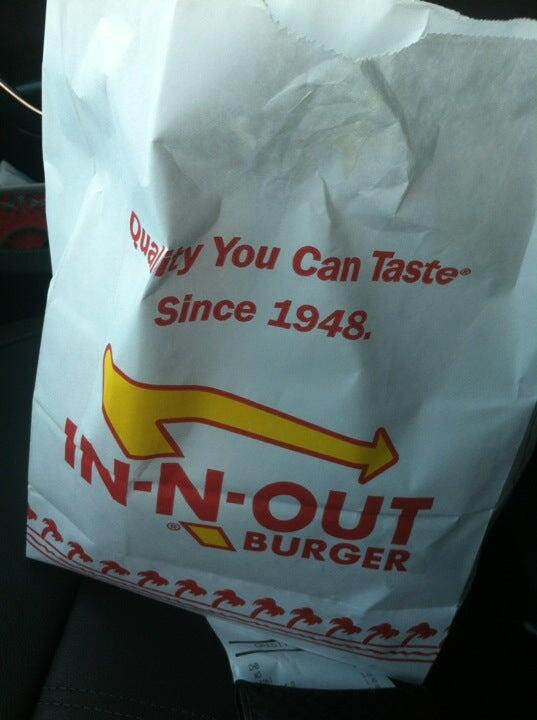 Quality You Can Taste®
Since 1948.
IN-N-OUT
® BURGER